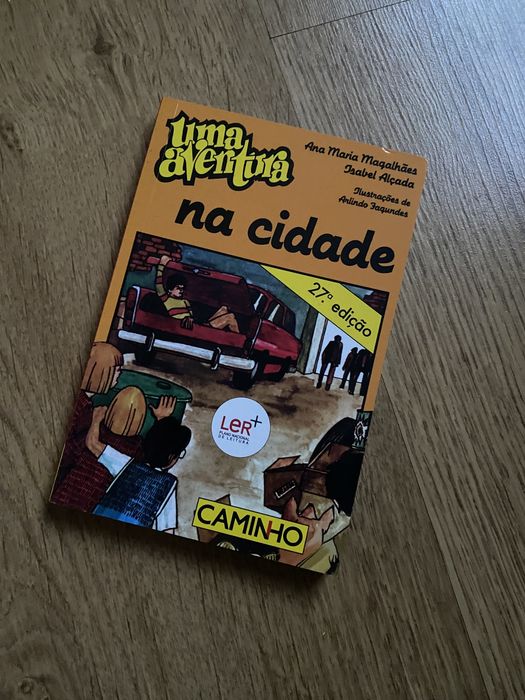 uma
aventura
Ana Maria Magalhães
Isabel Alçada
Ilustrações de
Arlindo Fagundes
na cidade
27.ª edição
LeR+
PLANO NACIONAL
DE LEITURA
CAMINHO